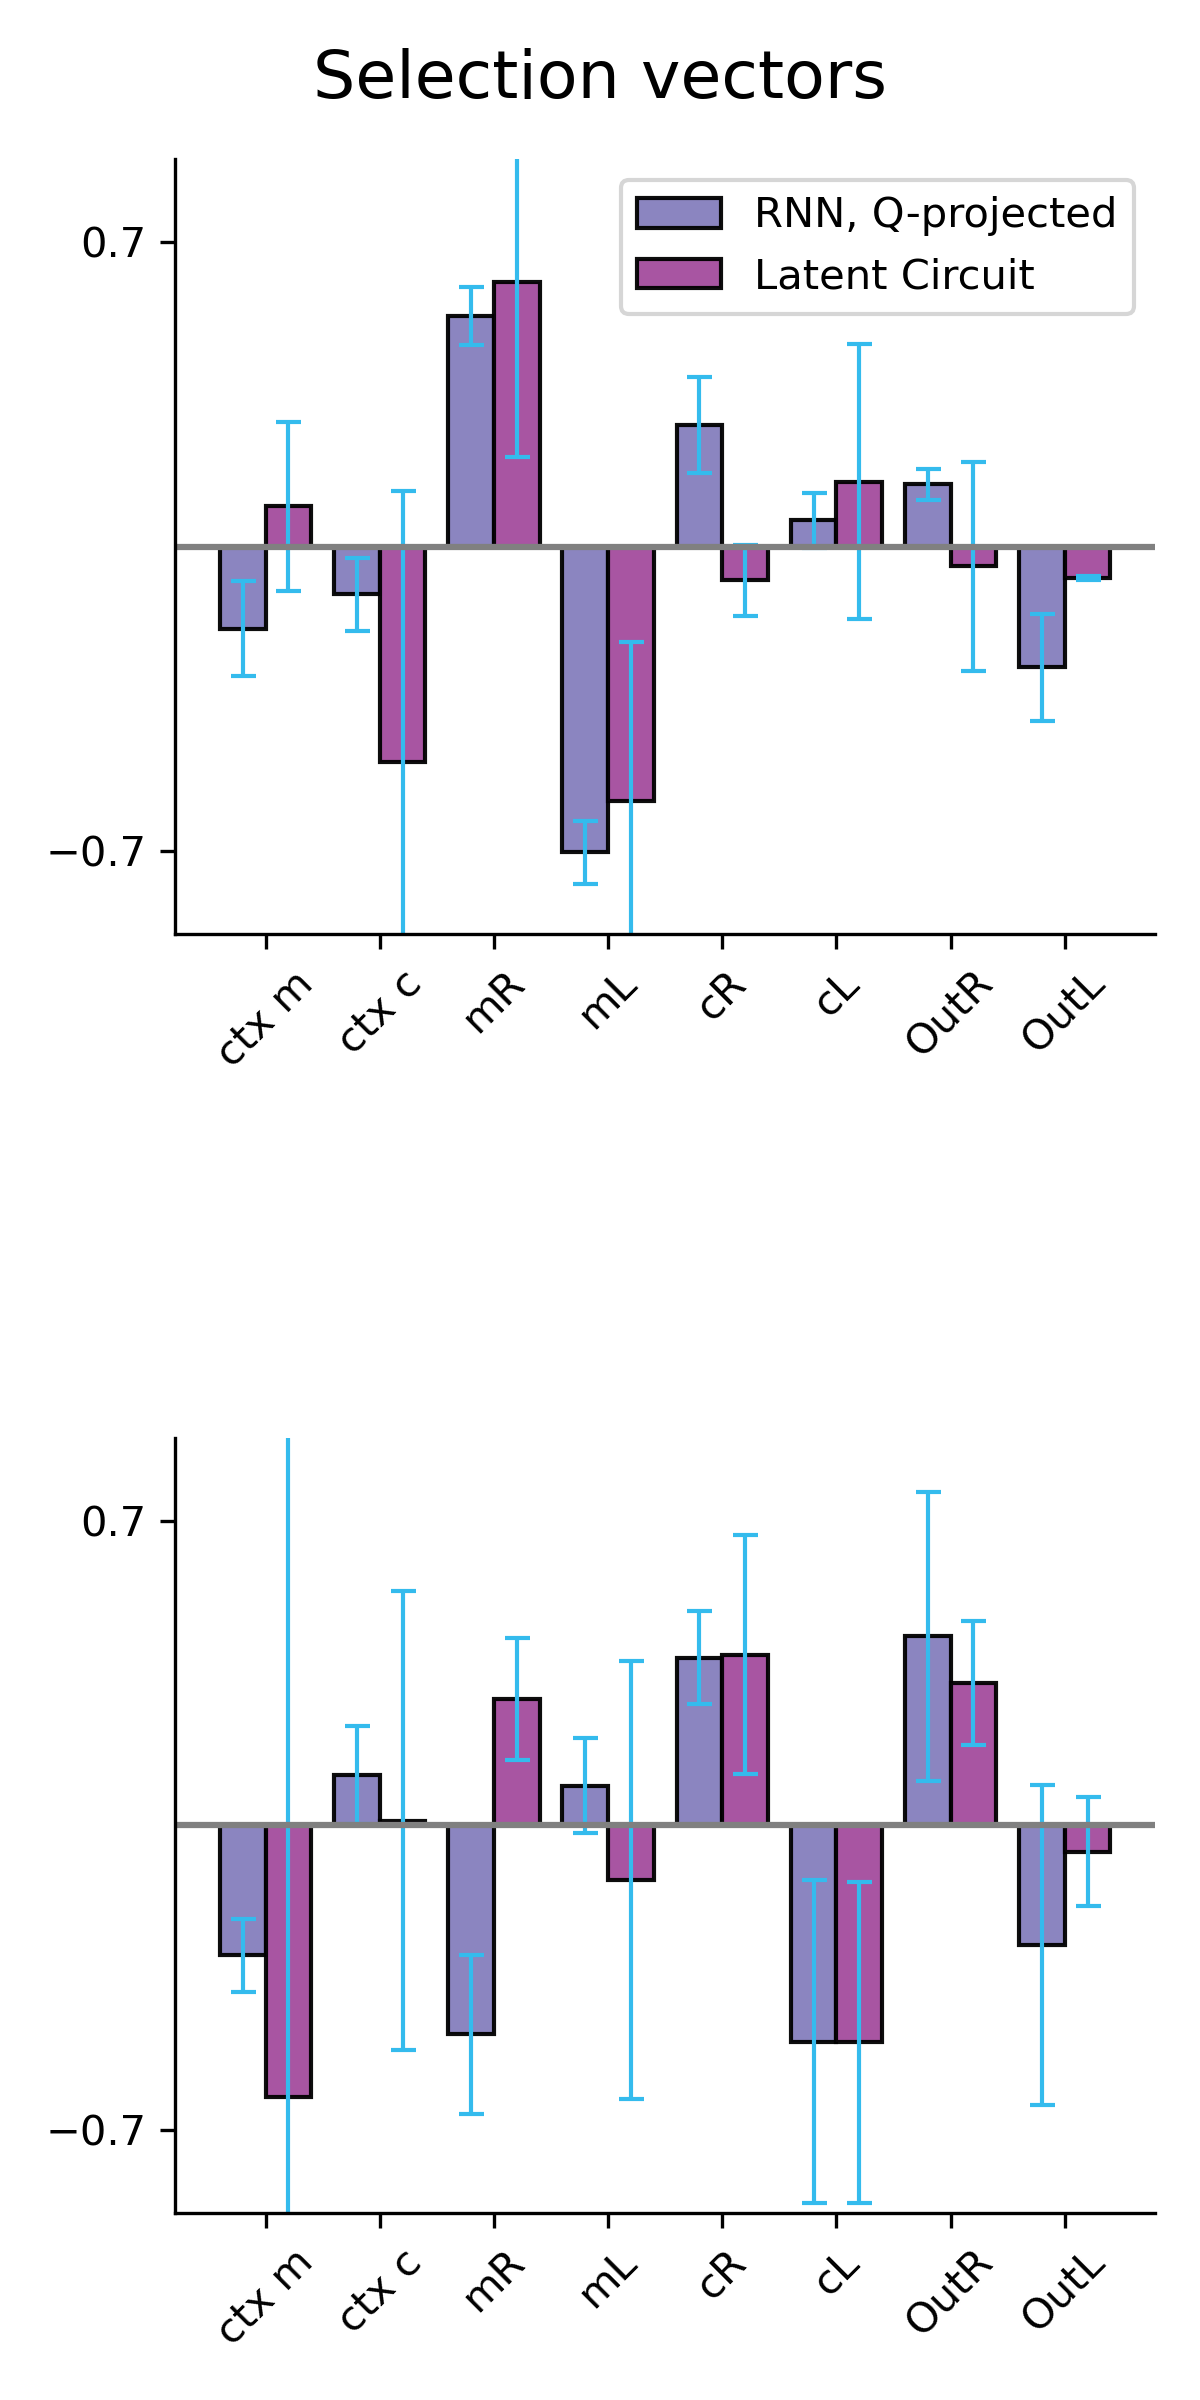 Selection vectors
RNN, Q-projected
Latent Circuit
0.7
−0.7
ctx m
ctx c
mR
mL
cR
cL
OutR
OutL
0.7
−0.7
ctx m
ctx c
mR
mL
cR
cL
OutR
OutL